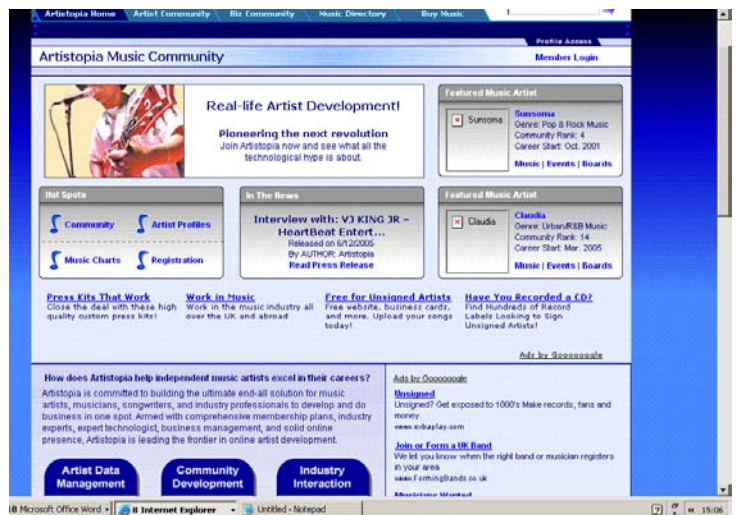 Artistopia Home
Artist Community
Biz Community
Music Directory
Buy Music
Profile Access
Artistopia Music Community
Member Login
Real-life Artist Development!
Pioneering the next revolution
Join Artistopia now and see what all the
technological hype is about.
Featured Music Artist
Sunsoma
Sunsoma
Genre: Pop & Rock Music
Community Rank: 4
Career Start: Oct. 2001
Music | Events | Boards
Hot Spots
Community
Artist Profiles
Music Charts
Registration
In The News
Interview with: VJ KING JR -
HeartBeat Entert...
Released on 6/12/2005
By AUTHOR: Artistopia
Read Press Release
Featured Music Artist
Claudia
Claudia
Genre: Urban/R&B Music
Community Rank: 14
Career Start: Mar. 2005
Music | Events | Boards
Press Kits That Work
Close the deal with these high
quality custom press kits!
Work in Music
Work in the music industry all
over the UK and abroad
Free for Unsigned Artists
Free website, business cards,
and more. Upload your songs
today!
Have You Recorded a CD?
Find Hundreds of Record
Labels Looking to Sign
Unsigned Artists!
Ads by Goooooogle
How does Artistopia help independent music artists excel in their careers?
Artistopia is committed to building the ultimate end-all solution for music
artists, musicians, songwriters, and industry professionals to develop and do
business in one spot. Armed with comprehensive membership plans, industry
experts, expert technologist, business management, and solid online
presence, Artistopia is leading the frontier in online artist development.
Artist Data
Management
Community
Development
Industry
Interaction
Ads by Goooooogle
Unsigned
Unsigned? Get exposed to 1000's Make records, fans and
money.
Join or Form a UK Band
We let you know when the right band or musician registers
in your area
www.FormingBands.co.uk
Musicians Wanted
8 Microsoft Office Word
8 Internet Explorer
Untitled - Notepad
15:06